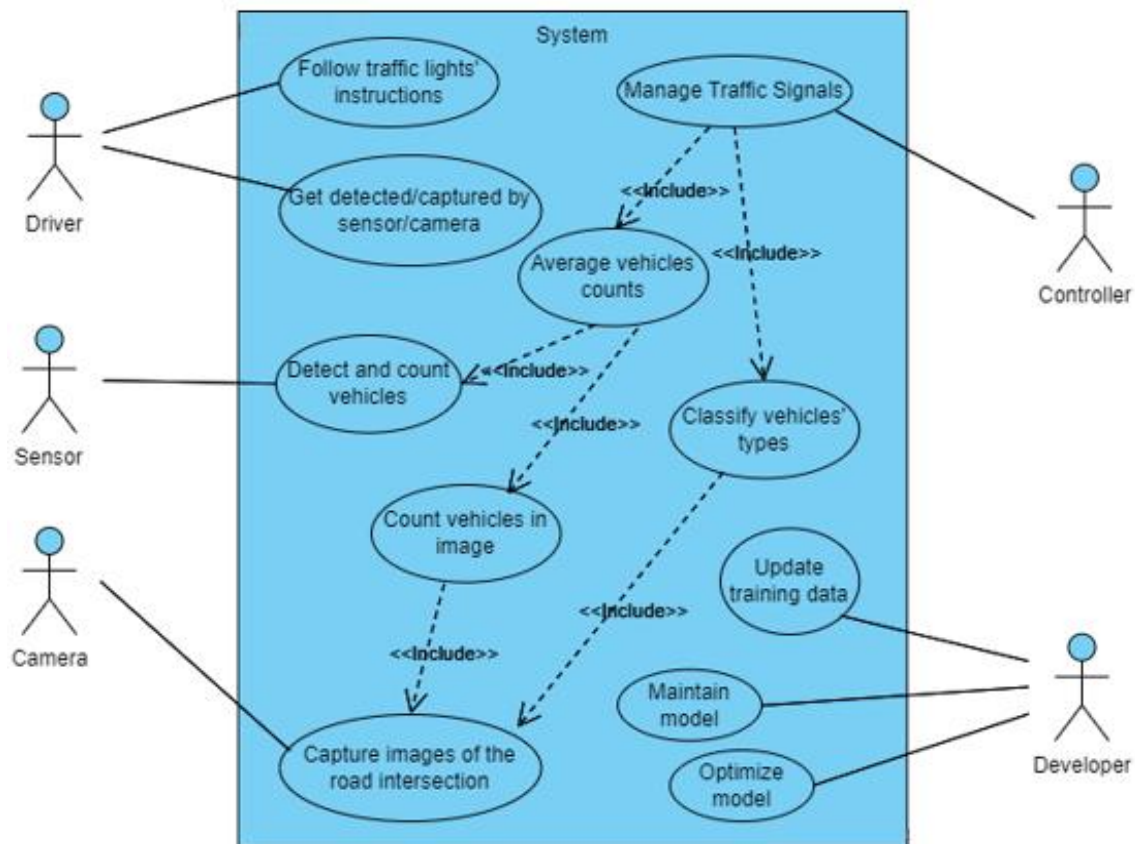 System
Follow traffic lights'
instructions
Manage Traffic Signals
Driver
Get detected/captured by
sensor/camera
<<Include>>
Controller
Average vehicles
counts
<<Include>>
Sensor
Detect and count
vehicles
<<Include>>
<<Include>>
Classify vehicles'
types
Camera
Count vehicles in
image
Update
training data
<<Include>>
<<Include>>
Maintain
model
Capture images of the
road intersection
Optimize
model
Developer